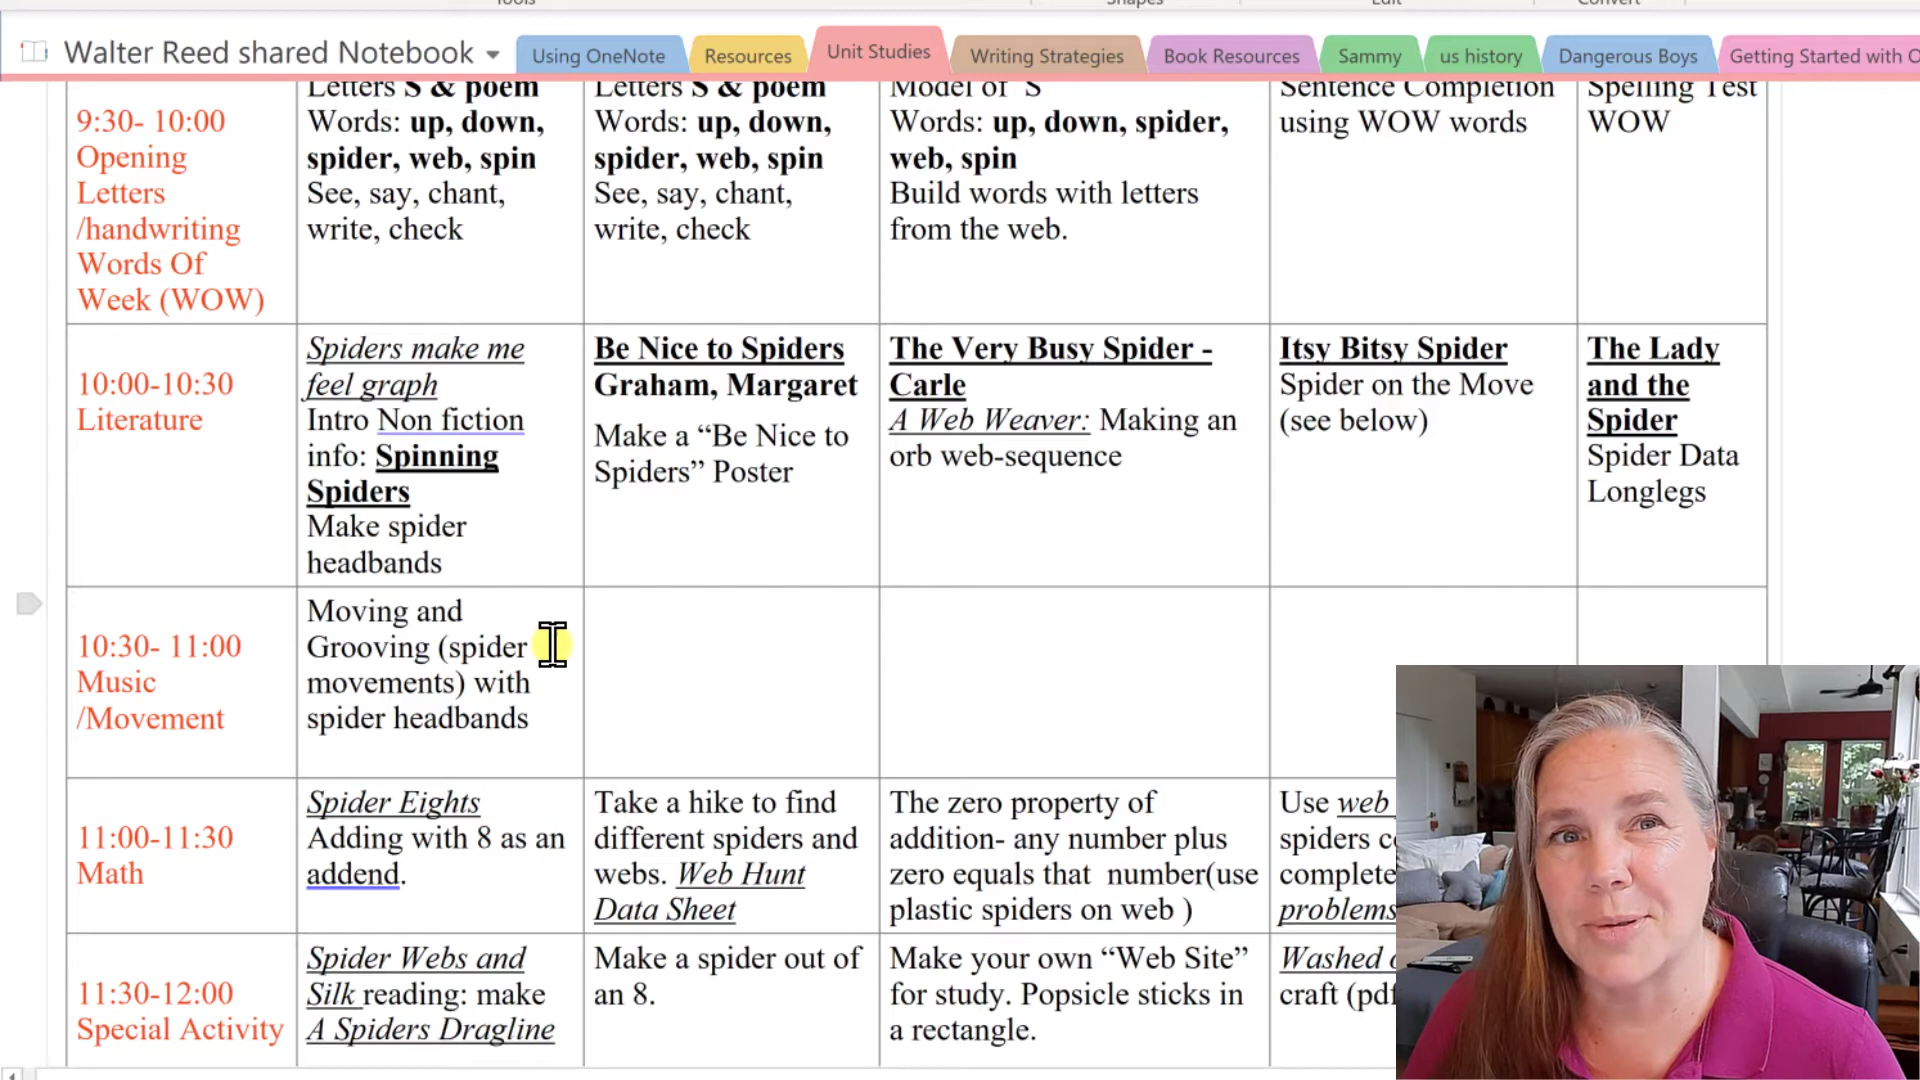 Tools Shapes Edit Convert
Walter Reed shared Notebook Using OneNote Resources Unit Studies Writing Strategies Book Resources Sammy us history Dangerous Boys Getting Started with O
9:30- 10:00
Opening
Letters
/handwriting
Words Of
Week (WOW)
Letters S & poem
Words: up, down,
spider, web, spin
See, say, chant,
write, check
Letters S & poem
Words: up, down,
spider, web, spin
See, say, chant,
write, check
Model of "S"
Words: up, down, spider,
web, spin
Build words with letters
from the web.
Sentence Completion
using WOW words
Spelling Test
WOW
10:00-10:30
Literature
Spiders make me
feel graph
Intro Non fiction
info: Spinning
Spiders
Make spider
headbands
Be Nice to Spiders
Graham, Margaret
Make a “Be Nice to
Spiders” Poster
The Very Busy Spider -
Carle
A Web Weaver: Making an
orb web-sequence
Itsy Bitsy Spider
Spider on the Move
(see below)
The Lady
and the
Spider
Spider Data
Longlegs
10:30- 11:00
Music
/Movement
Moving and
Grooving (spider
movements) with
spider headbands
11:00-11:30
Math
Spider Eights
Adding with 8 as an
addend.
Take a hike to find
different spiders and
webs. Web Hunt
Data Sheet
The zero property of
addition- any number plus
zero equals that number(use
plastic spiders on web )
Use web
spiders c
complete
problems
11:30-12:00
Special Activity
Spider Webs and
Silk reading: make
A Spiders Dragline
Make a spider out of
an 8.
Make your own “Web Site”
for study. Popsicle sticks in
a rectangle.
Washed
craft (pdf